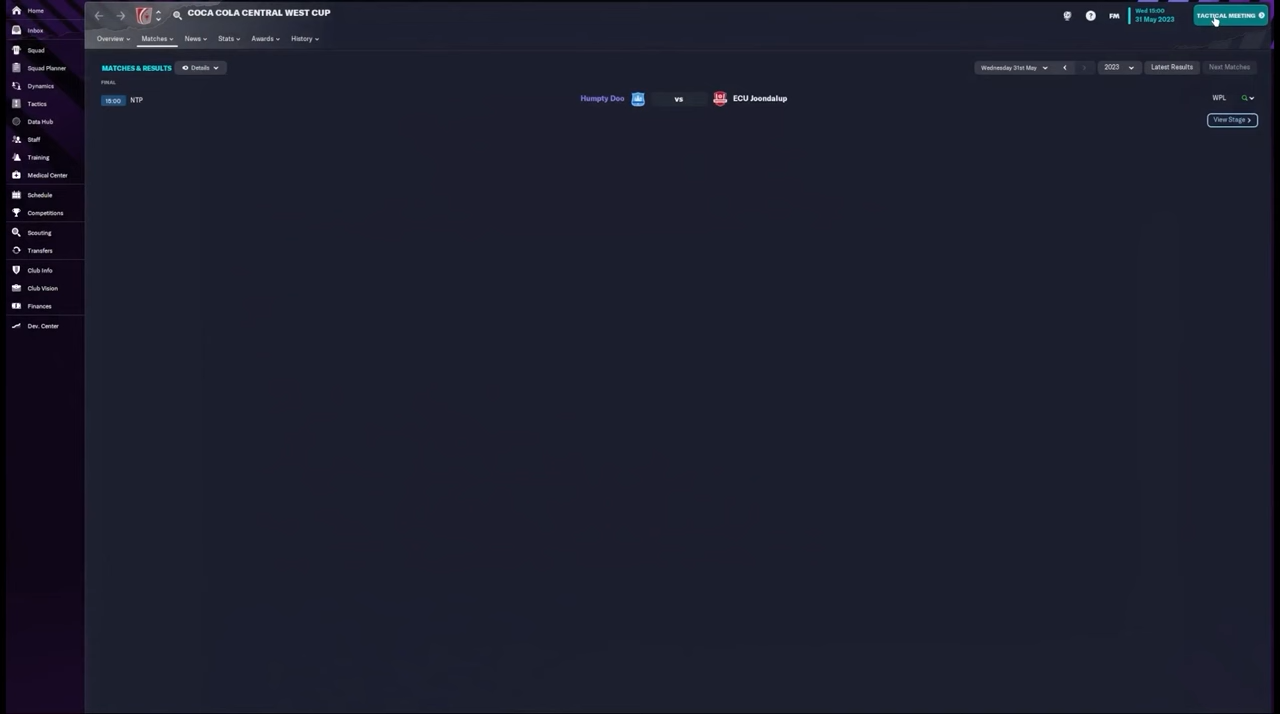 Home
COCA COLA CENTRAL WEST CUP
FM
Wed 15:00
31 May 2023
TACTICAL MEETING
Inbox
Overview
Matches
News
Stats
Awards
History
Squad
Squad Planner
MATCHES & RESULTS
Details
Wednesday 31st May
2023
Latest Results
Next Matches
FINAL
Dynamics
15:00 NTP Humpty Doo vs ECU Joondalup WPL
Tactics
View Stage
Data Hub
Staff
Training
Medical Center
Schedule
Competitions
Scouting
Transfers
Club Info
Club Vision
Finances
Dev. Center